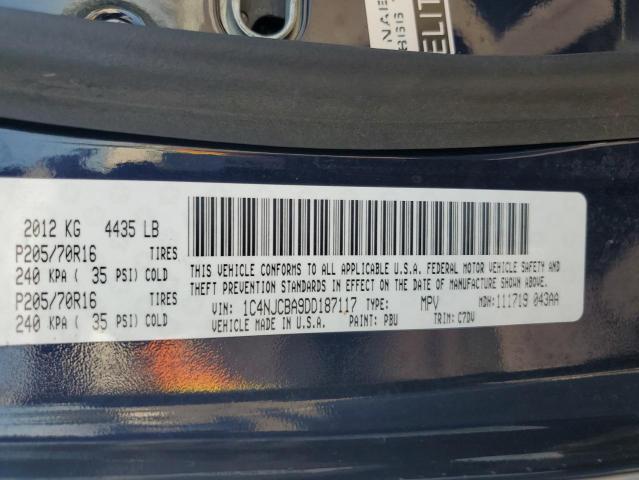 ELIT
2012 KG 4435 LB
P205/70R16 TIRES
240 KPA ( 35 PSI) COLD
P205/70R16 TIRES
240 KPA ( 35 PSI) COLD
THIS VEHICLE CONFORMS TO ALL APPLICABLE U.S.A. FEDERAL MOTOR VEHICLE SAFETY AND
THEFT PREVENTION STANDARDS IN EFFECT ON THE DATE OF MANUFACTURE SHOWN ABOVE.
VIN: 1C4NJCBA9DD187117 TYPE: MPV MDH: 111719 043AA
VEHICLE MADE IN U.S.A. PAINT: PBU TRIM: C7DV